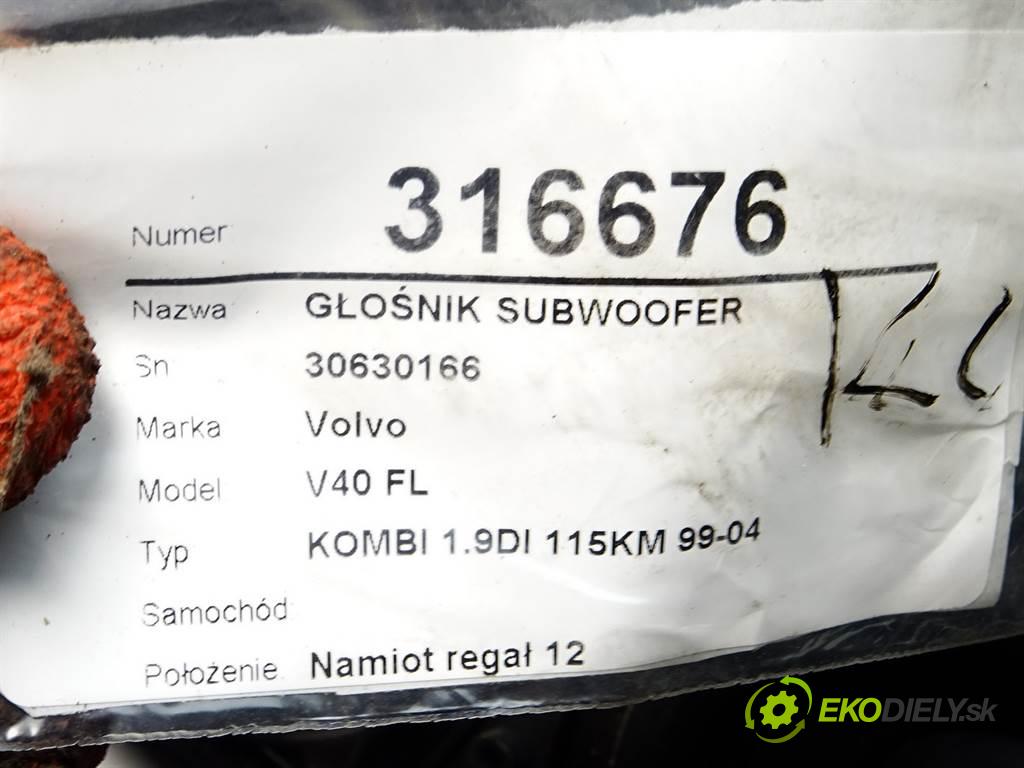 Numer 316676
Nazwa GŁOŚNIK SUBWOOFER
Sn 30630166
Marka Volvo
Model V40 FL
Typ KOMBI 1.9DI 115KM 99-04
Samochód
Położenie Namiot regał 12
EKODIELY.sk